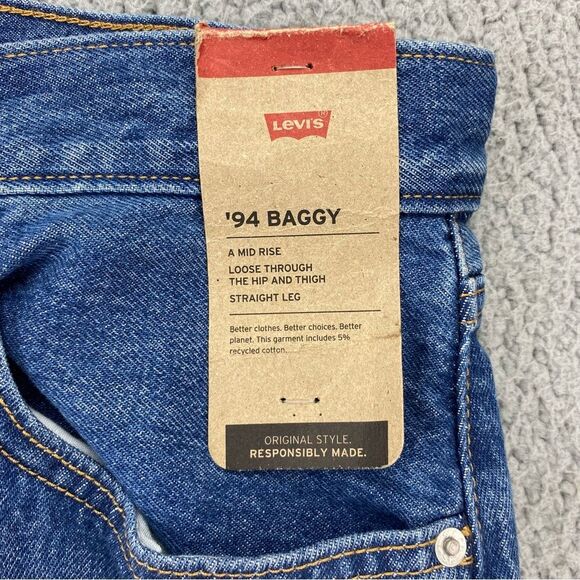 LEVI'S®
'94 BAGGY
A MID RISE
LOOSE THROUGH
THE HIP AND THIGH
STRAIGHT LEG
Better clothes. Better choices. Better
planet. This garment includes 5%
recycled cotton.
ORIGINAL STYLE.
RESPONSIBLY MADE.